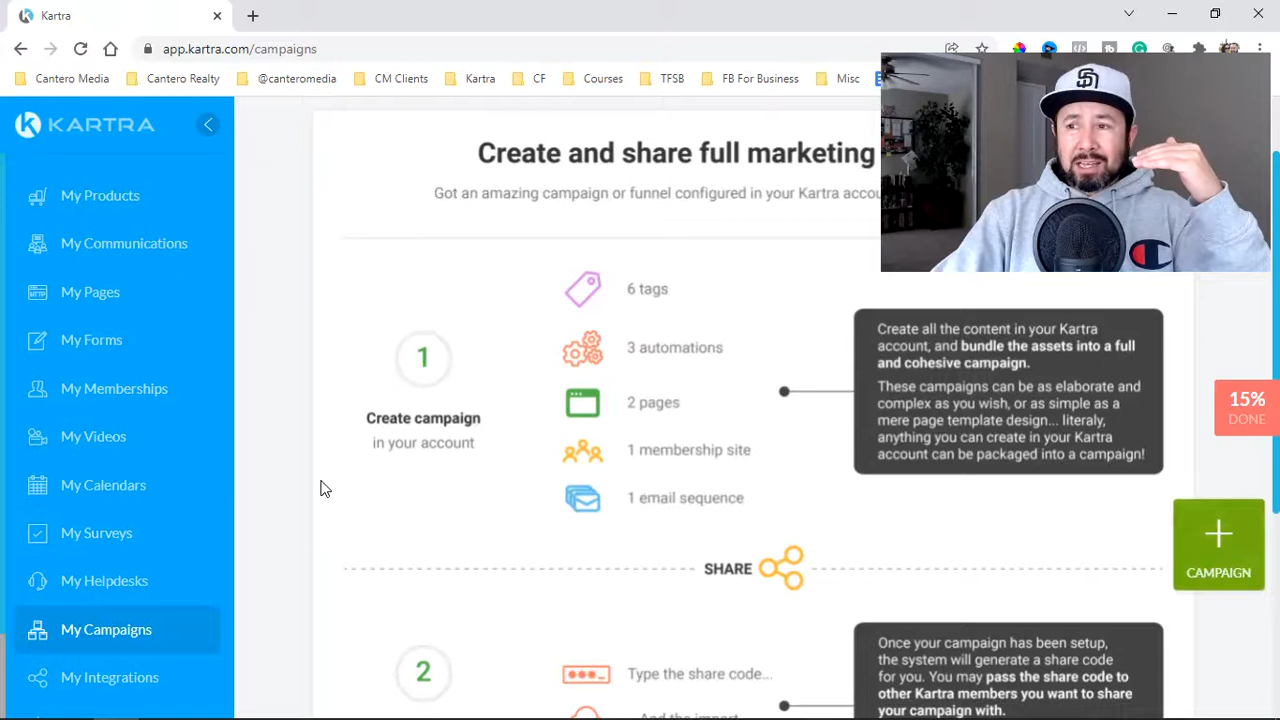 Kartra
app.kartra.com/campaigns
Cantero Media
Cantero Realty
@canteromedia
CM Clients
Kartra
CF
Courses
TFSB
FB For Business
Misc
KARTRA
My Products
My Communications
My Pages
My Forms
My Memberships
My Videos
My Calendars
My Surveys
My Helpdesks
My Campaigns
My Integrations
Create and share full marketing
Got an amazing campaign or funnel configured in your Kartra accou
1
Create campaign
in your account
6 tags
3 automations
2 pages
1 membership site
1 email sequence
Create all the content in your Kartra
account, and bundle the assets into a full
and cohesive campaign.
These campaigns can be as elaborate and
complex as you wish, or as simple as a
mere page template design... literaly,
anything you can create in your Kartra
account can be packaged into a campaign!
15%
DONE
CAMPAIGN
SHARE
2
Type the share code...
And the import
Once your campaign has been setup,
the system will generate a share code
for you. You may pass the share code to
other Kartra members you want to share
your campaign with.
SD